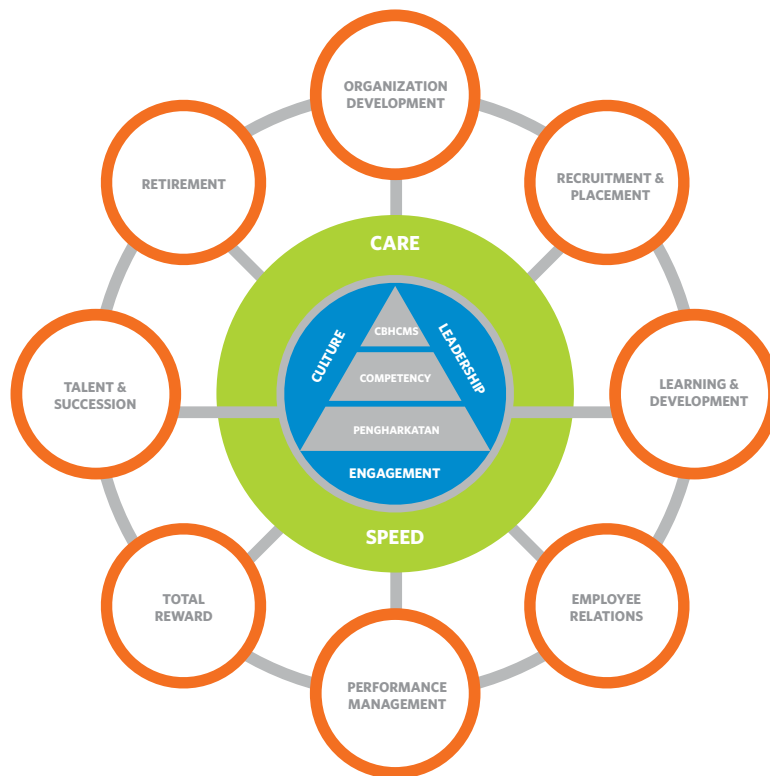 ORGANIZATION
DEVELOPMENT
RETIREMENT
RECRUITMENT &
PLACEMENT
CARE
CULTURE
LEADERSHIP
CBHCMS
COMPETENCY
PENGHARKATAN
ENGAGEMENT
TALENT &
SUCCESSION
LEARNING &
DEVELOPMENT
SPEED
TOTAL
REWARD
EMPLOYEE
RELATIONS
PERFORMANCE
MANAGEMENT